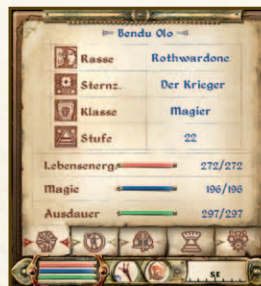 Bendu Olo
Rasse Rothwardone
Sternz. Der Krieger
Klasse Magier
Stufe 22
Lebensenerg. 272/272
Magie 196/196
Ausdauer 297/297
SE